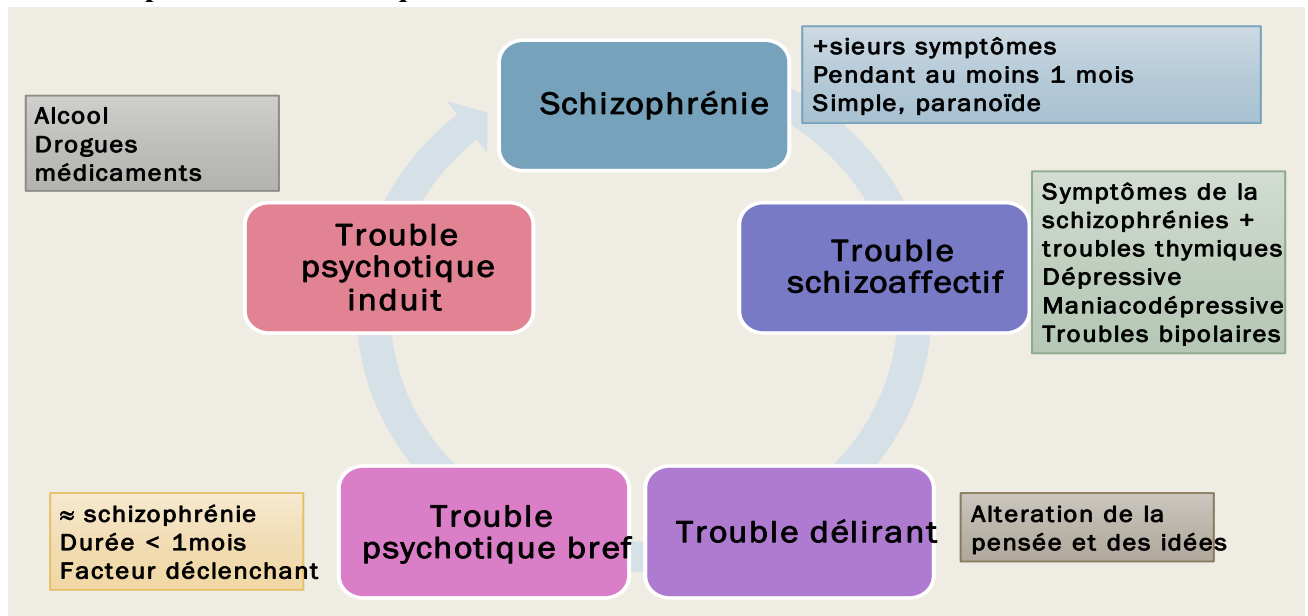 Schizophrénie
+sieurs symptômes
Pendant au moins 1 mois
Simple, paranoïde
Trouble
schizoaffectif
Symptômes de la
schizophrénies +
troubles thymiques
Dépressive
Maniacodépressive
Troubles bipolaires
Trouble délirant
Alteration de la
pensée et des idées
Trouble
psychotique bref
≈ schizophrénie
Durée < 1mois
Facteur déclenchant
Trouble
psychotique
induit
Alcool
Drogues
médicaments